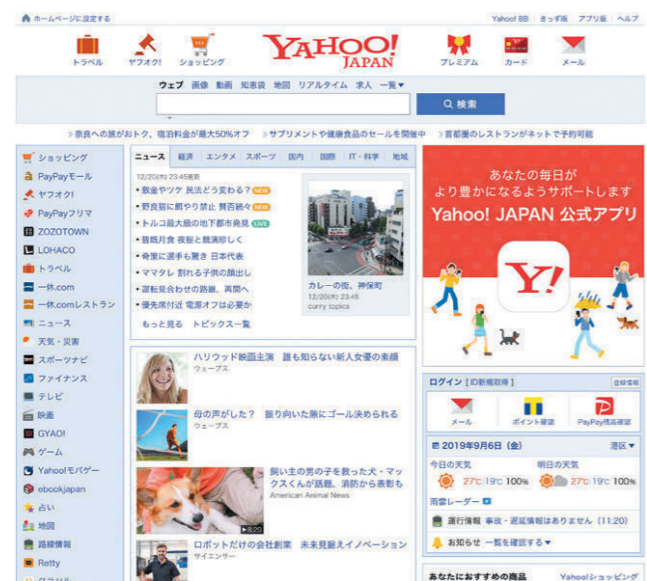 ホームページに設定する
Yahoo! BB きっず版 アプリ版 ヘルプ
トラベル ヤフオク! ショッピング YAHOO! JAPAN プレミアム カード メール
ウェブ 画像 動画 知恵袋 地図 リアルタイム 求人 一覧▼
検索
>奈良への旅がおトク、宿泊料金が最大50%オフ >サプリメントや健康食品のセールを開催中 >首都圏のレストランがネットで予約可能
ショッピング
PayPayモール
ヤフオク!
PayPayフリマ
ZOZOTOWN
LOHACO
トラベル
一休.com
一休.comレストラン
ニュース
天気・災害
スポーツナビ
ファイナンス
テレビ
映画
GYAO!
ゲーム
Yahoo!モバゲー
ebookjapan
占い
地図
路線情報
Retty
ニュース 経済 エンタメ スポーツ 国内 国際 IT・科学 地域
12/20(木) 23:45更新
・敷金やツケ 民法どう変わる? NEW
・野良猫に餌やり禁止 賛否続々 NEW
・トルコ最大級の地下都市発見 LIVE
・皆既月食 夜桜と競演珍しく
・奇策に選手も驚き 日本代表
・ママタレ 割れる子供の顔出し
・運転見合わせの路線、再開へ
・優先席付近 電源オフは必要か
もっと見る トピックス一覧
カレーの街、神保町
12/20(木) 23:45
curry topics
ハリウッド映画主演 誰も知らない新人女優の素顔
ウェーブス
母の声がした? 振り向いた隙にゴール決められる
ウェーブス
8:20
飼い主の男の子を救った犬・マックスくんが話題、消防から表彰も
American Animal News
ロボットだけの会社創業 未来見据えイノベーション
サイエンサー
あなたの毎日が
より豊かになるようサポートします
Yahoo! JAPAN 公式アプリ
Y!
ログイン [ID新規取得] 登録情報
メール ポイント確認 PayPay残高確認
2019年9月6日(金) 港区▼
今日の天気 明日の天気
27℃ 19℃ 100% 27℃ 19℃ 100%
雨雲レーダー
運行情報 事故・遅延情報はありません (11:20)
お知らせ 一覧を確認する▼
あなたにおすすめの商品 Yahoo!ショッピング